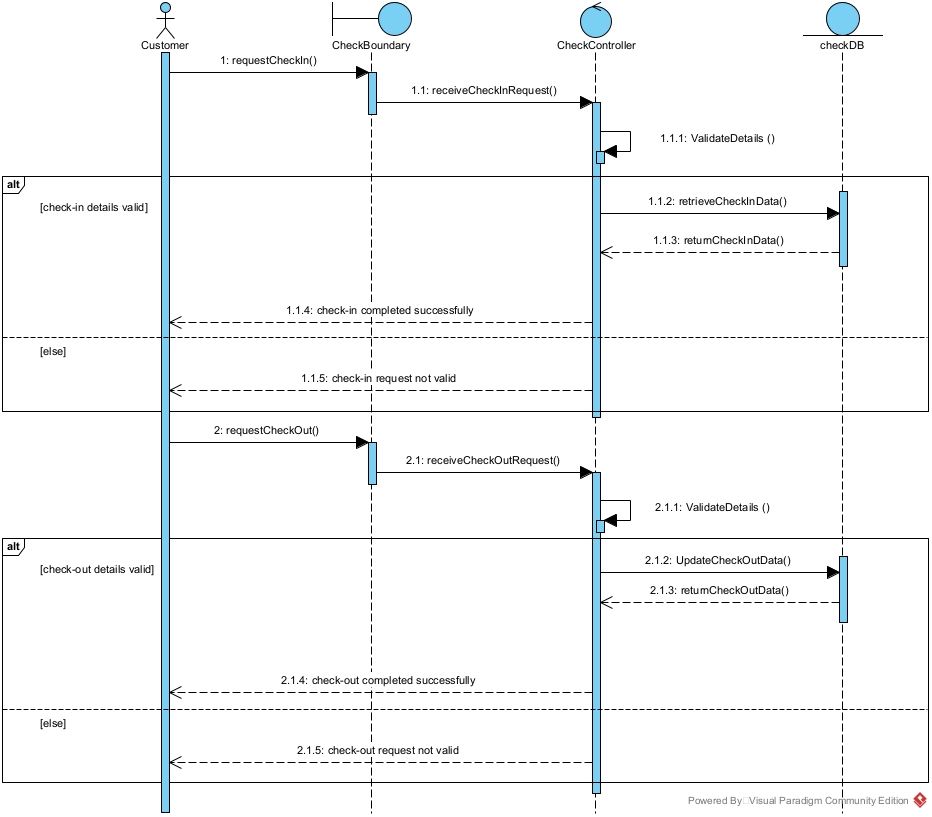 Customer
CheckBoundary
CheckController
checkDB
1: requestCheckIn()
1.1: receiveCheckInRequest()
1.1.1: ValidateDetails ()
alt
[check-in details valid]
1.1.2: retrieveCheckInData()
1.1.3: returnCheckInData()
1.1.4: check-in completed successfully
[else]
1.1.5: check-in request not valid
2: requestCheckOut()
2.1: receiveCheckOutRequest()
2.1.1: ValidateDetails ()
alt
[check-out details valid]
2.1.2: UpdateCheckOutData()
2.1.3: returnCheckOutData()
2.1.4: check-out completed successfully
[else]
2.1.5: check-out request not valid
Powered By Visual Paradigm Community Edition